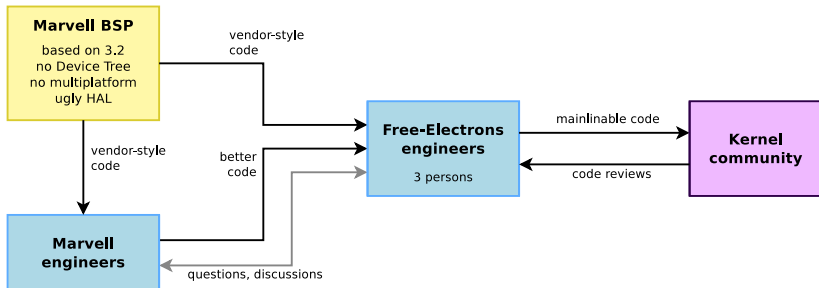 Marvell BSP
based on 3.2
no Device Tree
no multiplatform
ugly HAL
vendor-style
code
vendor-style
code
better
code
Marvell
engineers
questions, discussions
Free-Electrons
engineers
3 persons
mainlinable code
code reviews
Kernel
community